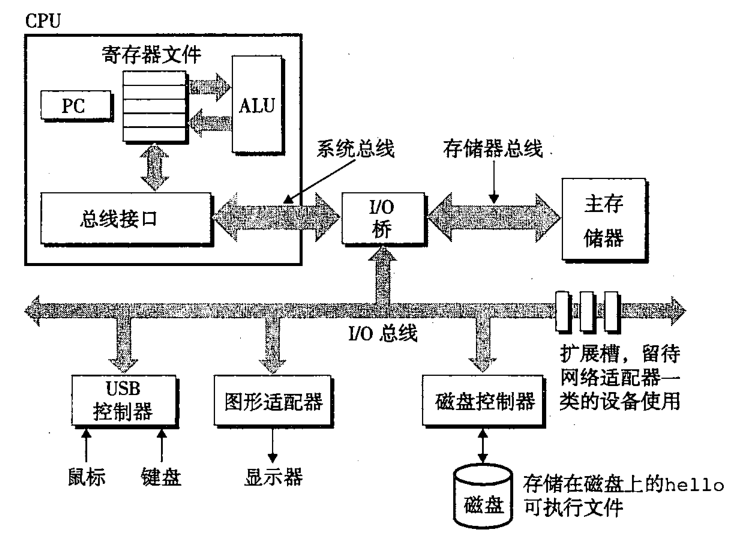 CPU
寄存器文件
PC
ALU
系统总线
存储器总线
总线接口
I/O
桥
主存
储器
I/O 总线
扩展槽，留待
网络适配器一
类的设备使用
USB
控制器
图形适配器
磁盘控制器
鼠标
键盘
显示器
磁盘
存储在磁盘上的hello
可执行文件